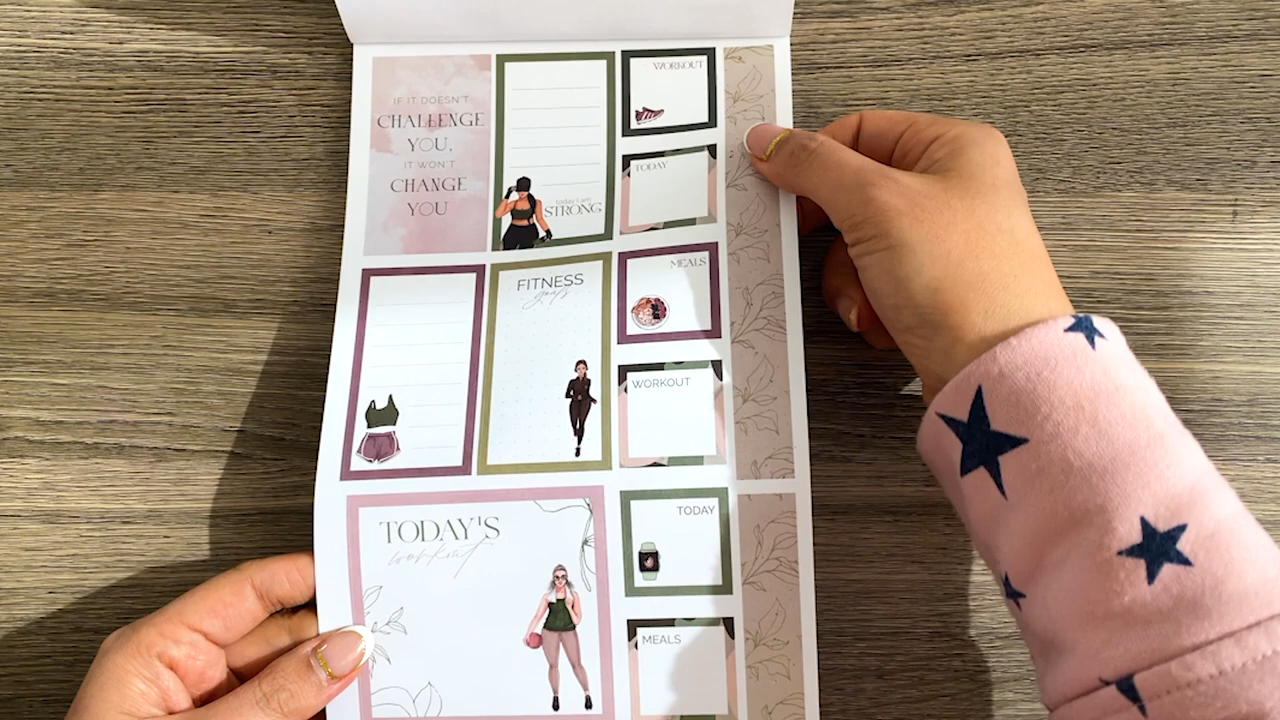 IF IT DOESN'T
CHALLENGE
YOU,
IT WON'T
CHANGE
YOU
today I am
STRONG
WORKOUT
TODAY
FITNESS
goals
MEALS
WORKOUT
TODAY'S
workout
TODAY
MEALS